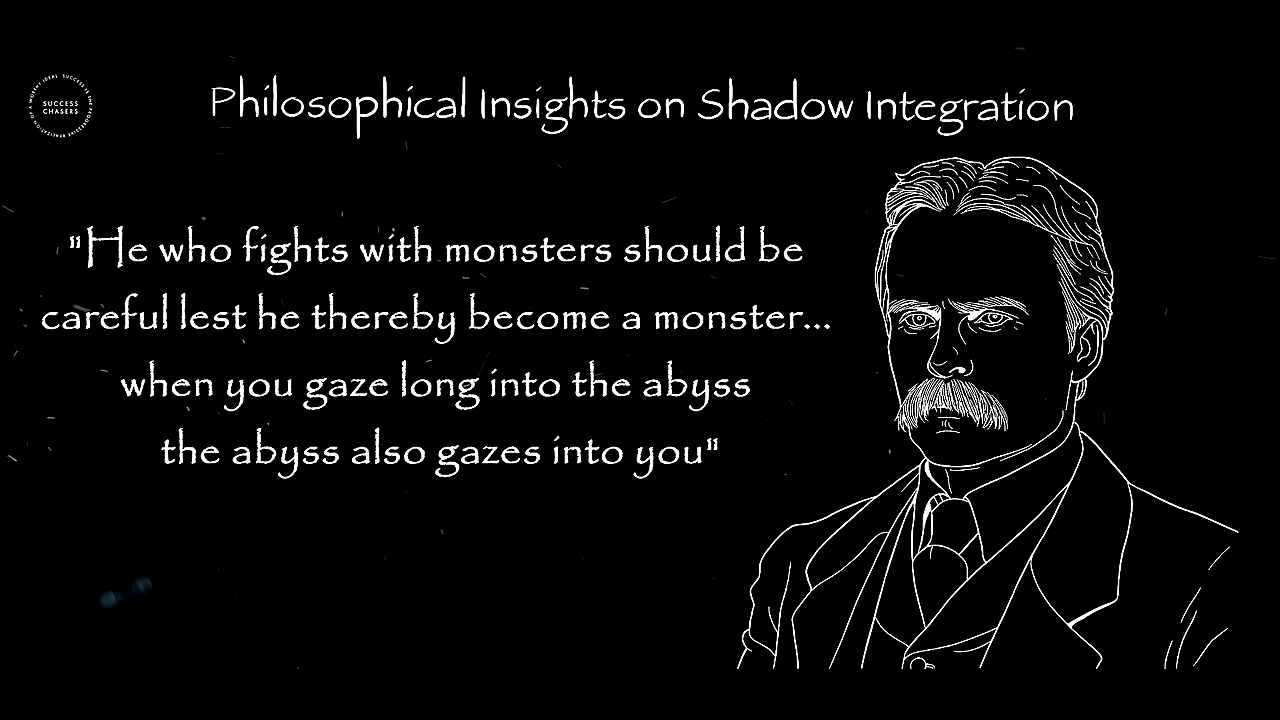 Philosophical Insights on Shadow Integration
SUCCESS
CHASERS
"He who fights with monsters should be
careful lest he thereby become a monster...
when you gaze long into the abyss
the abyss also gazes into you"